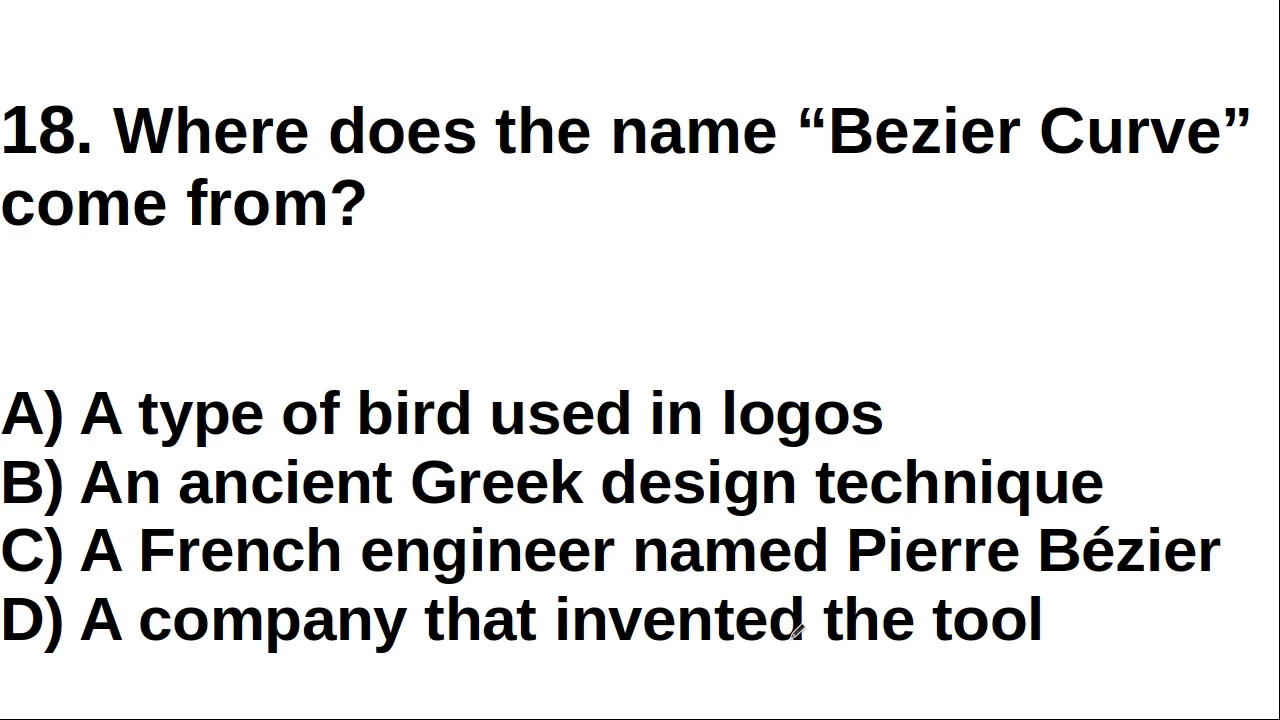 18. Where does the name “Bezier Curve”
come from?
A) A type of bird used in logos
B) An ancient Greek design technique
C) A French engineer named Pierre Bézier
D) A company that invented the tool